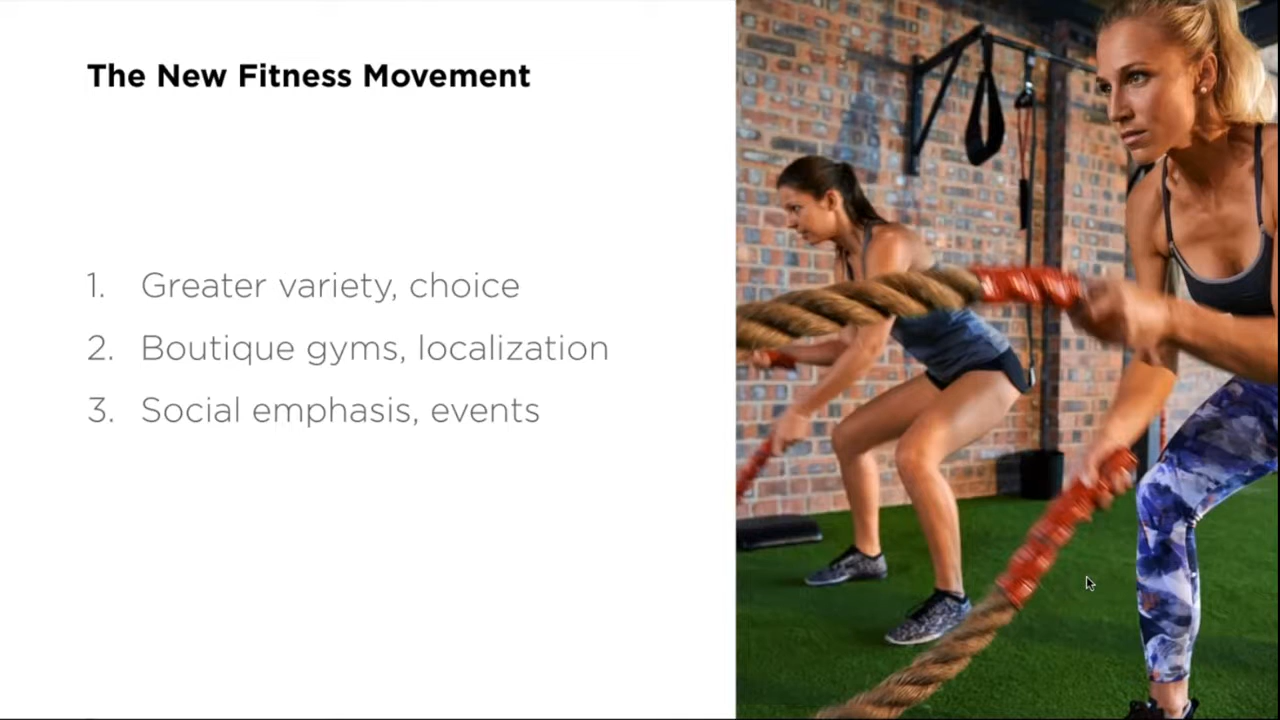 The New Fitness Movement
1. Greater variety, choice
2. Boutique gyms, localization
3. Social emphasis, events